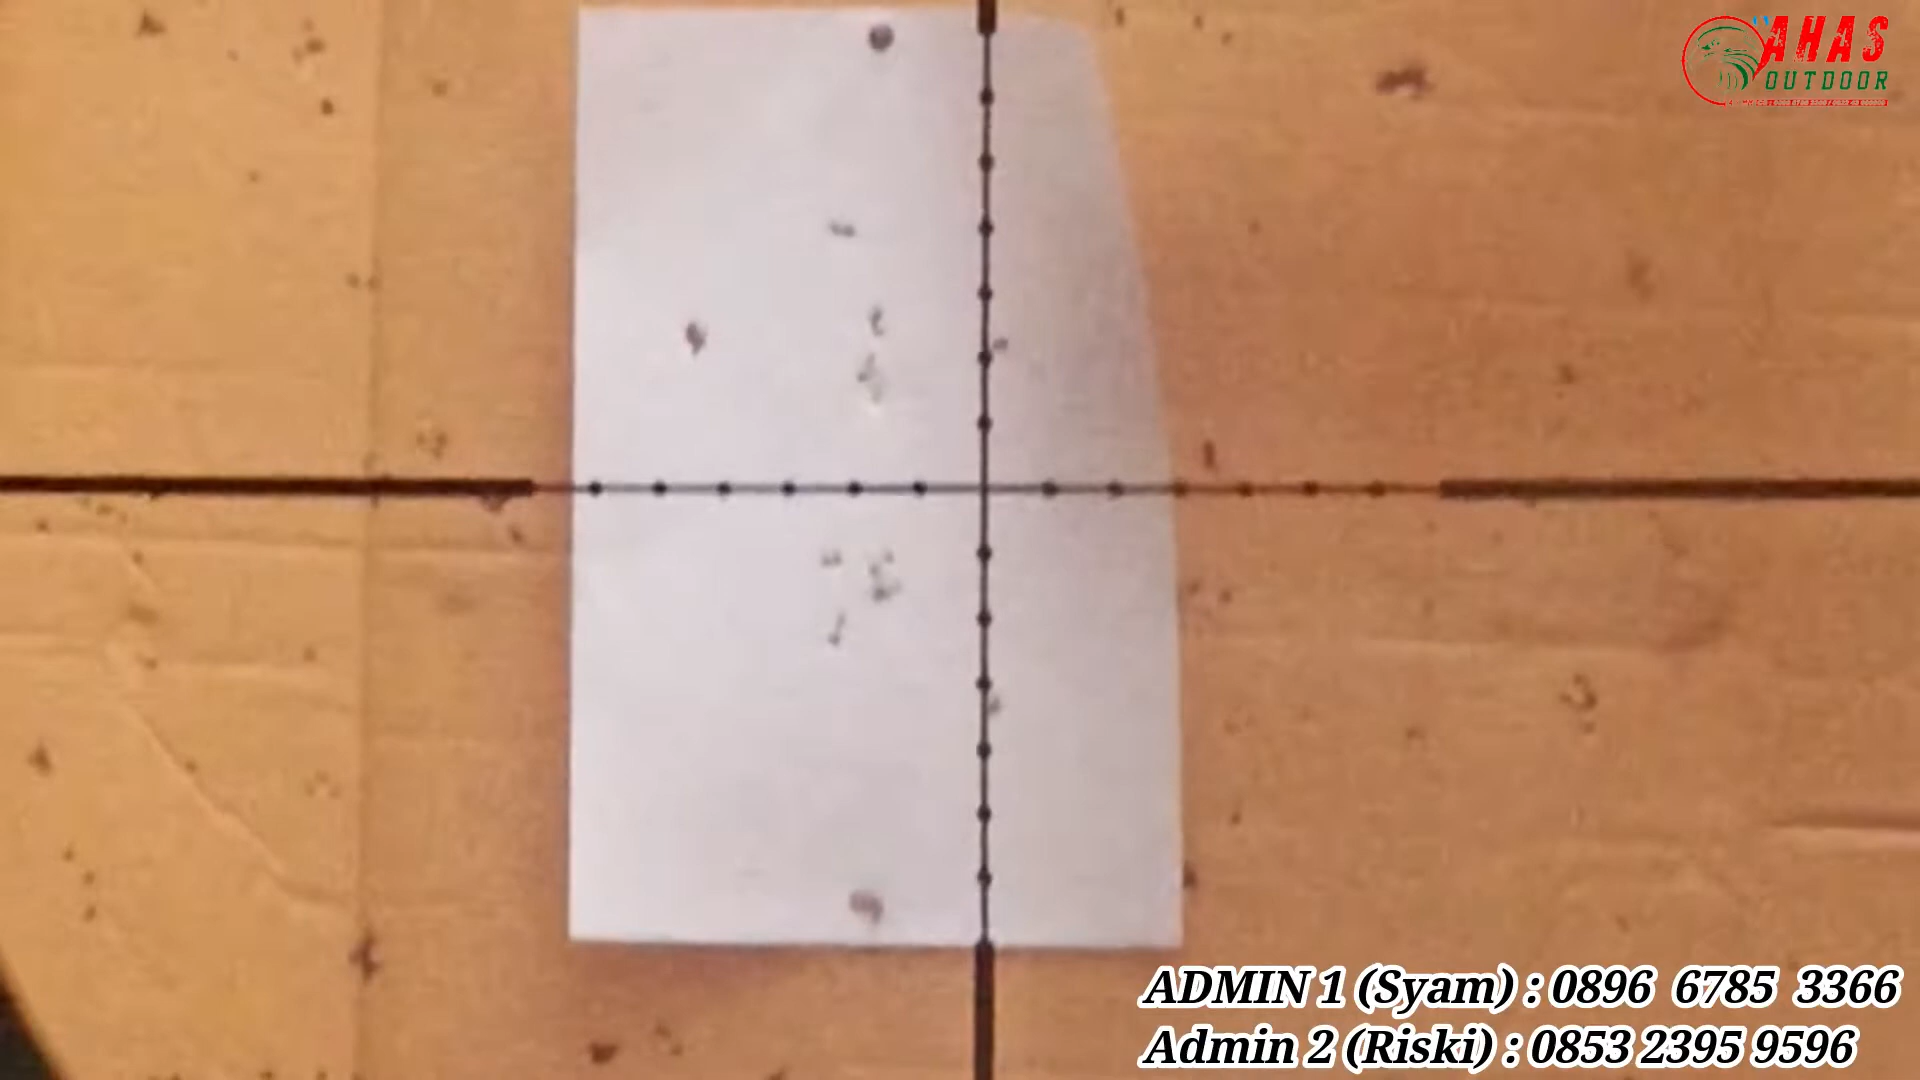 AHAS
OUTDOOR
ADMIN 1 (Syam) : 0896 6785 3366
Admin 2 (Riski) : 0853 2395 9596